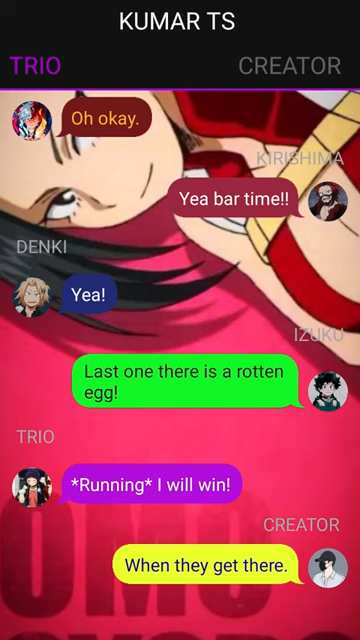 KUMAR TS
TRIO
CREATOR
Oh okay.
KIRISHIMA
Yea bar time!!
DENKI
Yea!
IZUKU
Last one there is a rotten
egg!
TRIO
*Running* I will win!
CREATOR
When they get there.
OMO